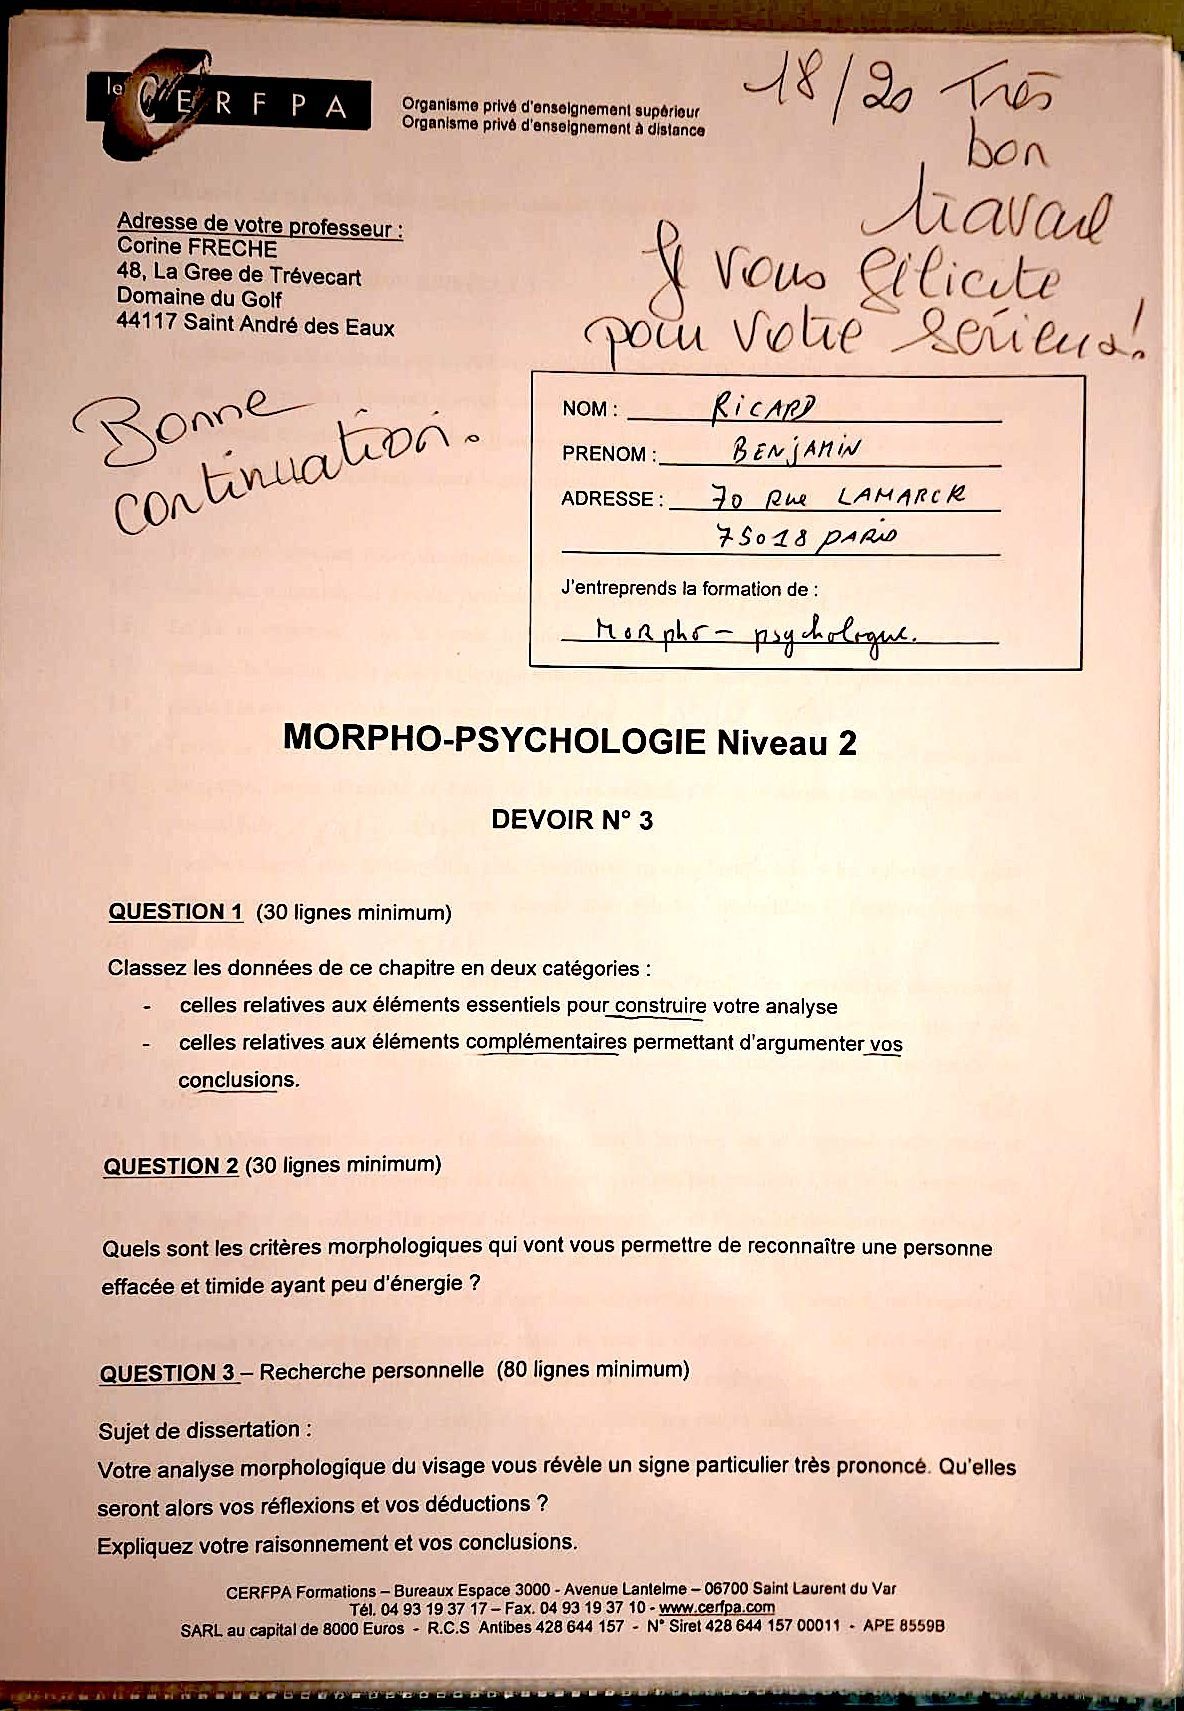 le CERFPA
Organisme privé d'enseignement supérieur
Organisme privé d'enseignement à distance
18/20 Très
bon
travail
Je vous félicite
pour votre sérieux!
Adresse de votre professeur :
Corine FRECHE
48, La Gree de Trévecart
Domaine du Golf
44117 Saint André des Eaux
Bonne
continuation.
NOM : RICARD
PRENOM : BENJAMIN
ADRESSE : 70 Rue LAMARCK
75018 PARIS
J'entreprends la formation de :
Morpho - psychologue.
MORPHO-PSYCHOLOGIE Niveau 2
DEVOIR N° 3
QUESTION 1 (30 lignes minimum)
Classez les données de ce chapitre en deux catégories :
- celles relatives aux éléments essentiels pour construire votre analyse
- celles relatives aux éléments complémentaires permettant d'argumenter vos
conclusions.
QUESTION 2 (30 lignes minimum)
Quels sont les critères morphologiques qui vont vous permettre de reconnaître une personne
effacée et timide ayant peu d'énergie ?
QUESTION 3 – Recherche personnelle (80 lignes minimum)
Sujet de dissertation :
Votre analyse morphologique du visage vous révèle un signe particulier très prononcé. Qu'elles
seront alors vos réflexions et vos déductions ?
Expliquez votre raisonnement et vos conclusions.
CERFPA Formations – Bureaux Espace 3000 - Avenue Lantelme – 06700 Saint Laurent du Var
Tél. 04 93 19 37 17 – Fax. 04 93 19 37 10 - www.cerfpa.com
SARL au capital de 8000 Euros - R.C.S Antibes 428 644 157 - N° Siret 428 644 157 00011 - APE 8559B